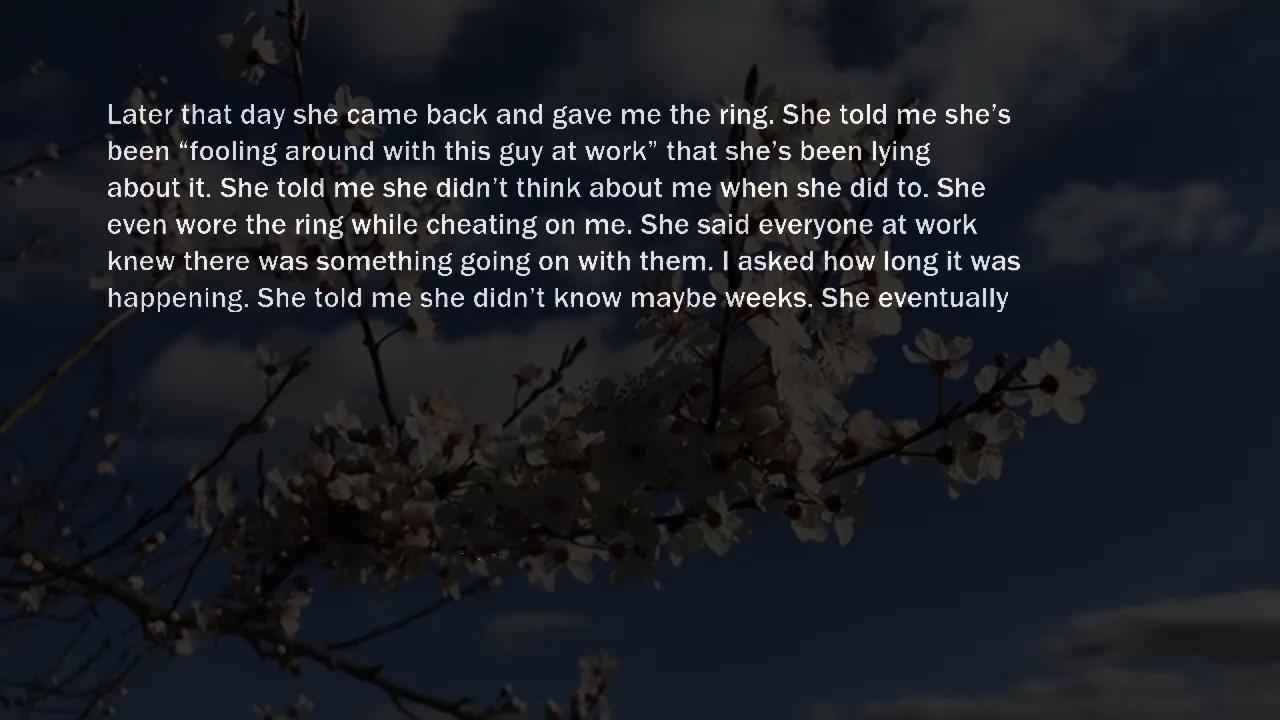 Later that day she came back and gave me the ring. She told me she’s
been “fooling around with this guy at work” that she’s been lying
about it. She told me she didn’t think about me when she did to. She
even wore the ring while cheating on me. She said everyone at work
knew there was something going on with them. I asked how long it was
happening. She told me she didn’t know maybe weeks. She eventually